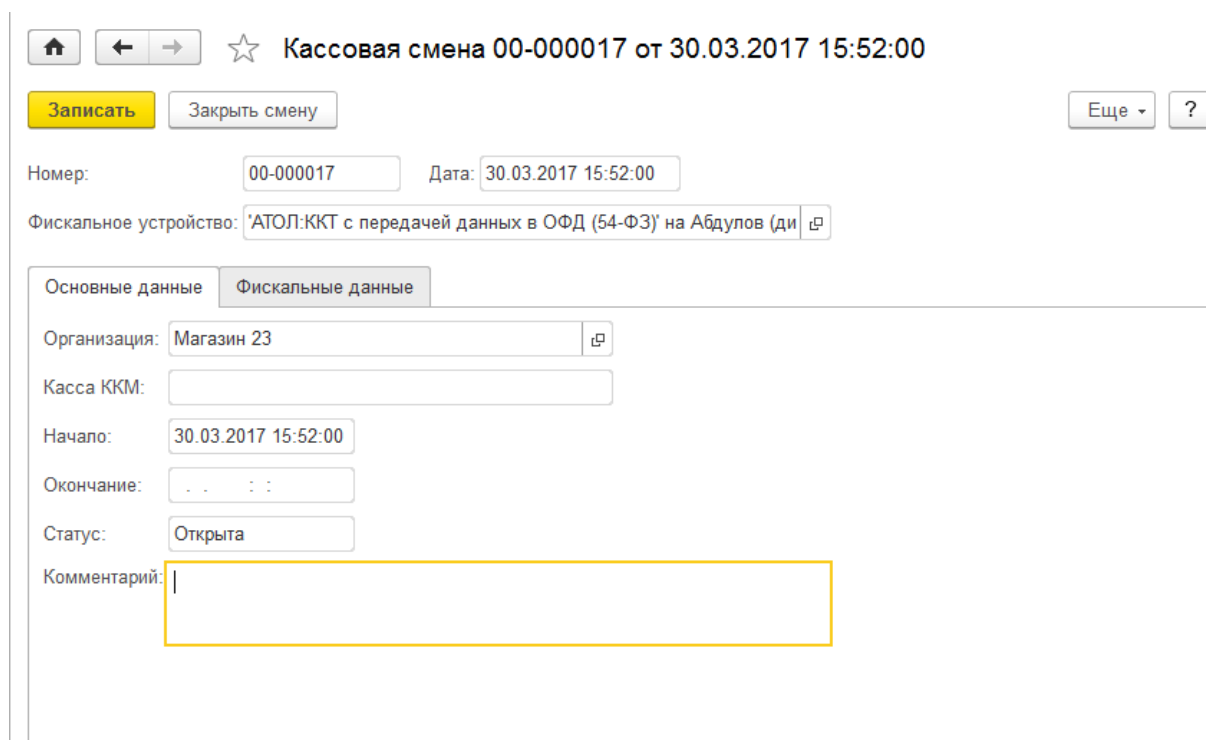 Кассовая смена 00-000017 от 30.03.2017 15:52:00
Записать Закрыть смену Еще ?
Номер: 00-000017 Дата: 30.03.2017 15:52:00
Фискальное устройство: 'АТОЛ:ККТ с передачей данных в ОФД (54-ФЗ)' на Абдулов (ди
Основные данные Фискальные данные
Организация: Магазин 23
Касса ККМ:
Начало: 30.03.2017 15:52:00
Окончание: . . : :
Статус: Открыта
Комментарий: